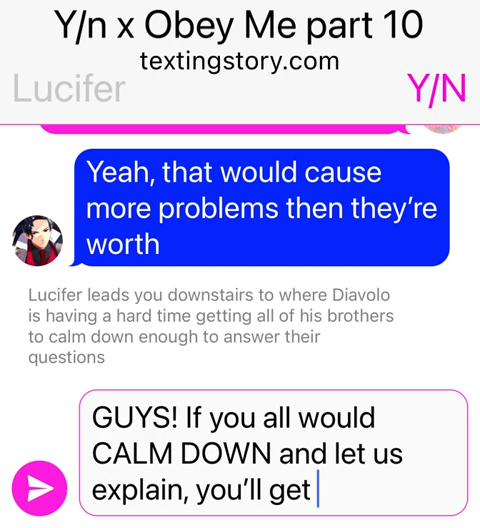 Y/n x Obey Me part 10
textingstory.com
Lucifer
Y/N
Yeah, that would cause
more problems then they’re
worth
Lucifer leads you downstairs to where Diavolo
is having a hard time getting all of his brothers
to calm down enough to answer their
questions
GUYS! If you all would
CALM DOWN and let us
explain, you’ll get